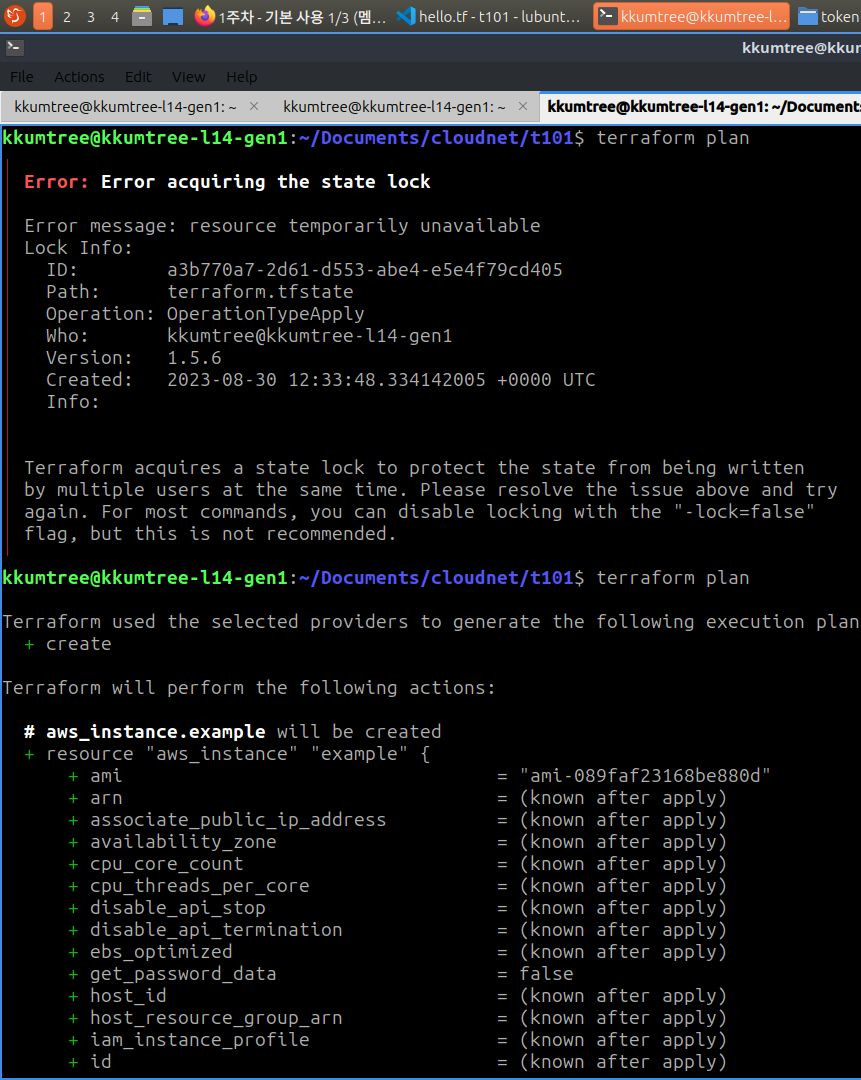 1 2 3 4 1주차 - 기본 사용 1/3 (멤... hello.tf - t101 - lubunt... kkumtree@kkumtree-l... token
kkumtree@kkum
File Actions Edit View Help
kkumtree@kkumtree-l14-gen1: ~ × kkumtree@kkumtree-l14-gen1: ~ × kkumtree@kkumtree-l14-gen1: ~/Document
kkumtree@kkumtree-l14-gen1:~/Documents/cloudnet/t101$ terraform plan
Error: Error acquiring the state lock
Error message: resource temporarily unavailable
Lock Info:
ID: a3b770a7-2d61-d553-abe4-e5e4f79cd405
Path: terraform.tfstate
Operation: OperationTypeApply
Who: kkumtree@kkumtree-l14-gen1
Version: 1.5.6
Created: 2023-08-30 12:33:48.334142005 +0000 UTC
Info:
Terraform acquires a state lock to protect the state from being written
by multiple users at the same time. Please resolve the issue above and try
again. For most commands, you can disable locking with the "-lock=false"
flag, but this is not recommended.
kkumtree@kkumtree-l14-gen1:~/Documents/cloudnet/t101$ terraform plan
Terraform used the selected providers to generate the following execution plan
+ create
Terraform will perform the following actions:
# aws_instance.example will be created
+ resource "aws_instance" "example" {
+ ami = "ami-089faf23168be880d"
+ arn = (known after apply)
+ associate_public_ip_address = (known after apply)
+ availability_zone = (known after apply)
+ cpu_core_count = (known after apply)
+ cpu_threads_per_core = (known after apply)
+ disable_api_stop = (known after apply)
+ disable_api_termination = (known after apply)
+ ebs_optimized = (known after apply)
+ get_password_data = false
+ host_id = (known after apply)
+ host_resource_group_arn = (known after apply)
+ iam_instance_profile = (known after apply)
+ id = (known after apply)